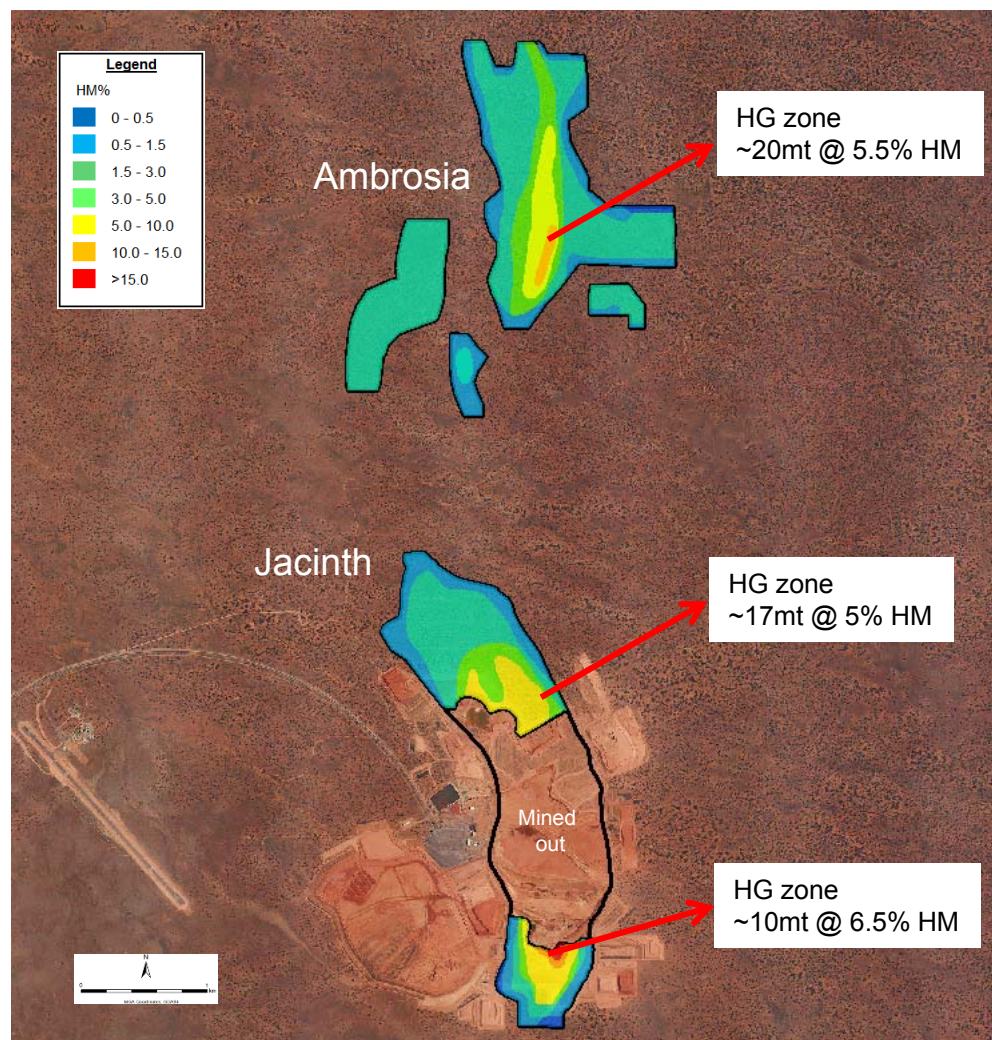 Legend
HM%
0 - 0.5
0.5 - 1.5
1.5 - 3.0
3.0 - 5.0
5.0 - 10.0
10.0 - 15.0
>15.0
HG zone
~20mt @ 5.5% HM
Ambrosia
Jacinth
HG zone
~17mt @ 5% HM
Mined
out
HG zone
~10mt @ 6.5% HM
N
0 1
km